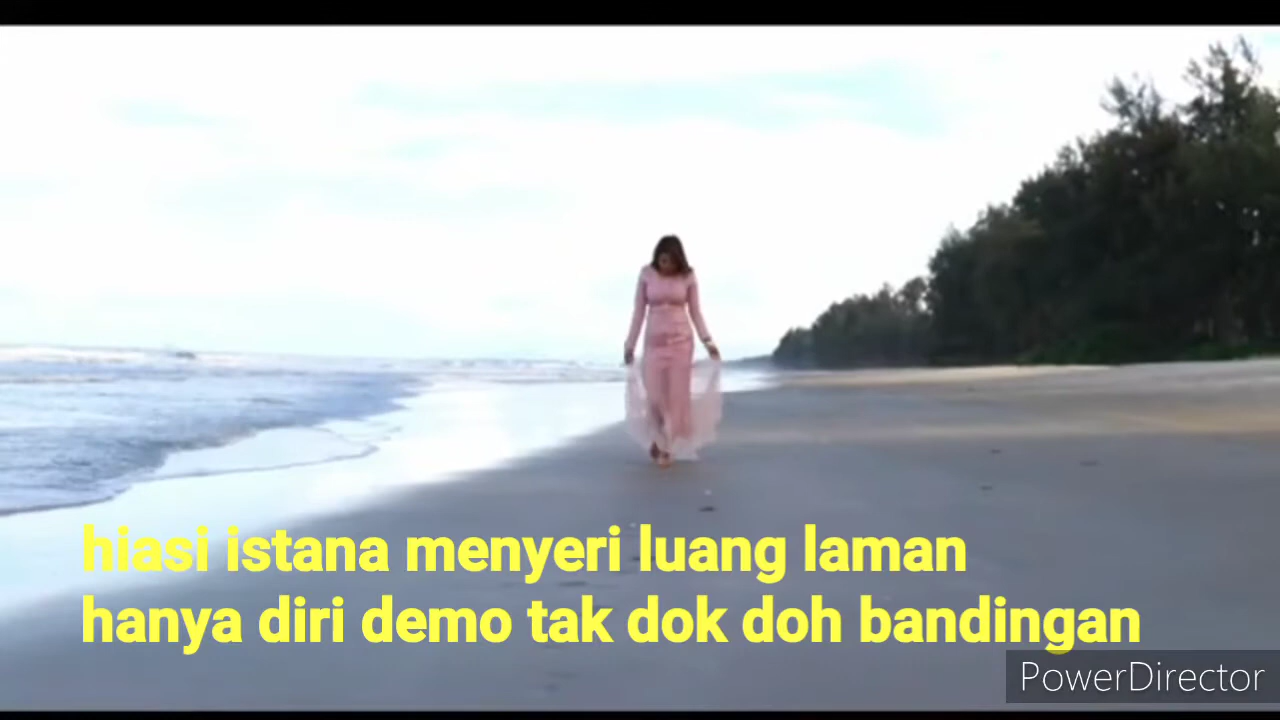 hiasi istana menyeri luang laman
hanya diri demo tak dok doh bandingan
PowerDirector